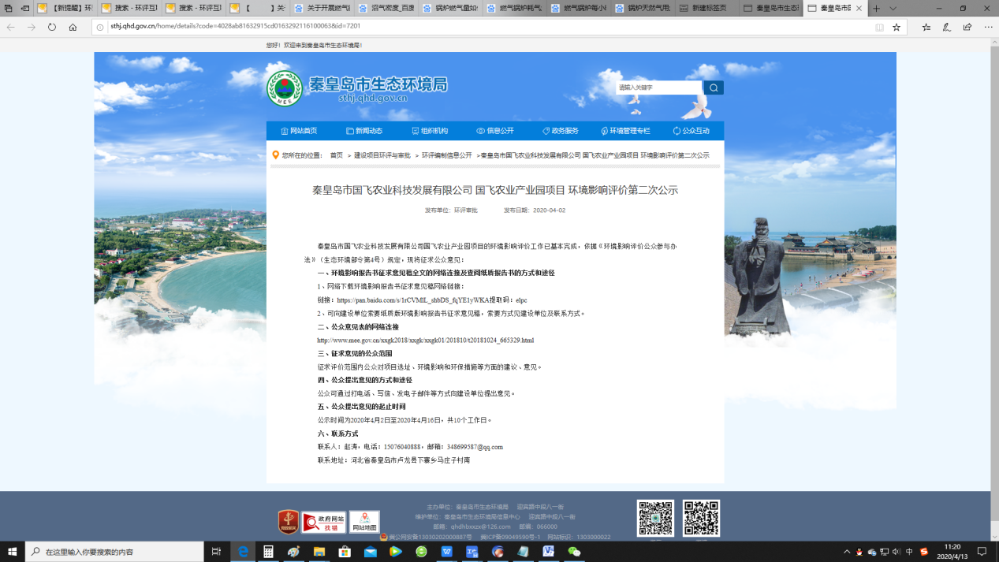 【新提醒】环
搜索 - 环评互
搜索 - 环评互
【 】关
关于开展燃气
沼气密度_百度
锅炉燃气量如
燃气锅炉耗气
燃气锅炉每小
锅炉天然气用
新建标签页
秦皇岛市生态
秦皇岛市
sthj.qhd.gov.cn/home/details?code=4028ab81632915cd0163292116100063&id=7201
您好！欢迎来到秦皇岛市生态环境局！
秦皇岛市生态环境局
sthj.qhd.gov.cn
MEE
请输入关键字
网站首页 新闻动态 组织机构 信息公开 政务服务 环境管理专栏 公众互动
您所在的位置： 首页 > 建设项目环评与审批 > 环评编制信息公开 >秦皇岛市国飞农业科技发展有限公司 国飞农业产业园项目 环境影响评价第二次公示
秦皇岛市国飞农业科技发展有限公司 国飞农业产业园项目 环境影响评价第二次公示
发布单位：环评审批 发布日期：2020-04-02
秦皇岛市国飞农业科技发展有限公司国飞农业产业园项目的环境影响评价工作已基本完成，依据《环境影响评价公众参与办
法》（生态环境部令第4号）规定，现将征求公众意见：
一、环境影响报告书征求意见稿全文的网络连接及查阅纸质报告书的方式和途径
1、网络下载环境影响报告书征求意见稿网络链接：
链接：https://pan.baidu.com/s/1rCVMlL_shbDS_fqYE1yWKA提取码：elpc
2、可向建设单位索要纸质版环境影响报告书征求意见稿，索要方式见建设单位及联系方式。
二、公众意见表的网络连接
http://www.mee.gov.cn/xxgk2018/xxgk/xxgk01/201810/t20181024_665329.html
三、征求意见的公众范围
征求评价范围内公众对项目选址、环境影响和环保措施等方面的建议、意见。
四、公众提出意见的方式和途径
公众可通过打电话、写信、发电子邮件等方式向建设单位提出意见。
五、公众提出意见的起止时间
公示时间为2020年4月2日至2020年4月16日，共10个工作日。
六、联系方式
联系人：赵涛，电话：15076040888，邮箱：348699587@qq.com
联系地址：河北省秦皇岛市卢龙县下寨乡马庄子村南
政府网站
找错
网站地图
主办单位：秦皇岛市生态环境局 迎宾路中段八一街
维护单位：秦皇岛市生态环境局信息中心 迎宾路中段八一街
邮箱：qhdhbxxzx@126.com 邮编：066000
冀公网安备13030202000887号 冀ICP备09049590号-1 网站标识：1303000022
在这里输入你要搜索的内容
中
11:20
2020/4/13